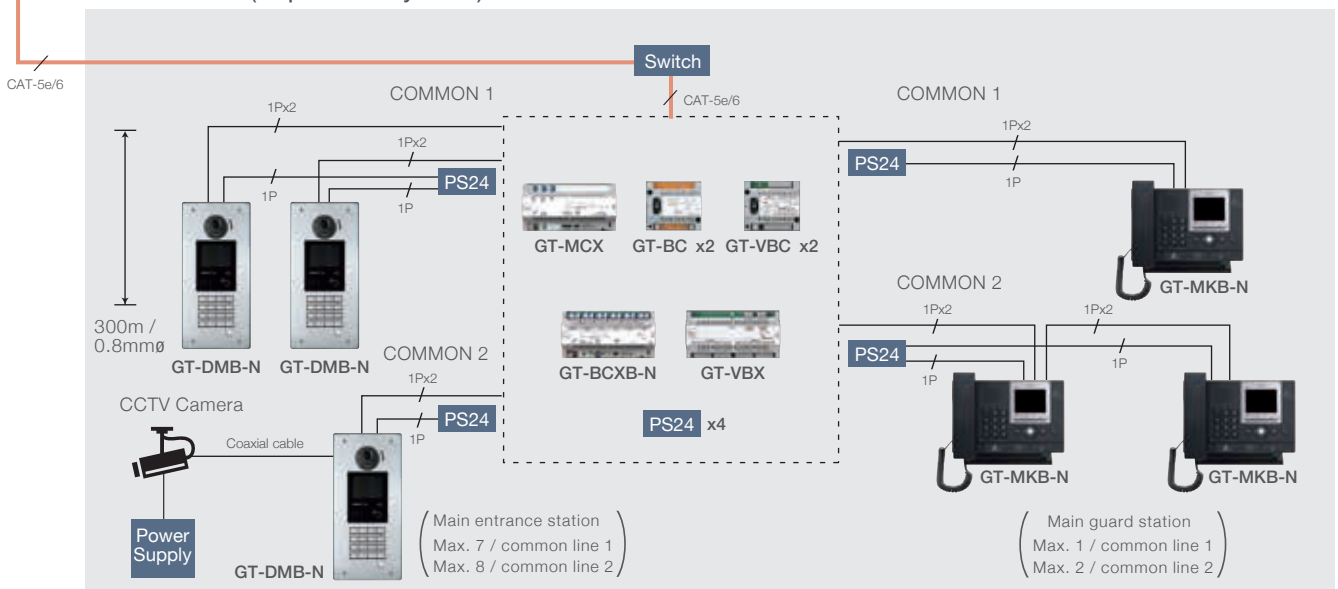 Switch
CAT-5e/6
CAT-5e/6
COMMON 1
1Px2
1Px2
PS24
1P
1P
300m /
0.8mmø
GT-DMB-N
GT-DMB-N
COMMON 2
1Px2
PS24
1P
CCTV Camera
Coaxial cable
Power
Supply
GT-DMB-N
Main entrance station
Max. 7 / common line 1
Max. 8 / common line 2
GT-MCX
GT-BC x2
GT-VBC x2
GT-BCXB-N
GT-VBX
PS24 x4
COMMON 1
1Px2
PS24
1P
GT-MKB-N
COMMON 2
1Px2
1Px2
PS24
1P
1P
GT-MKB-N
GT-MKB-N
Main guard station
Max. 1 / common line 1
Max. 2 / common line 2